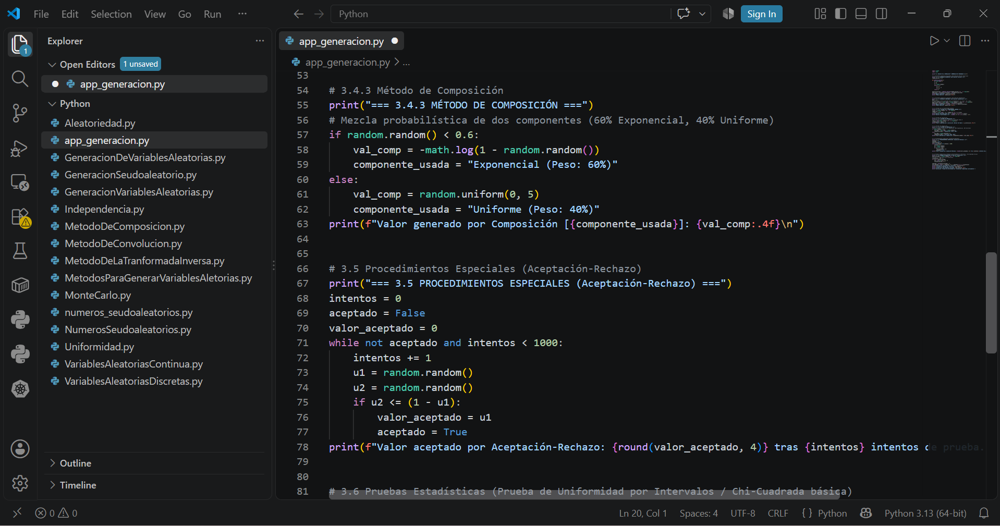 File Edit Selection View Go Run ···
Python
Sign In
1
Explorer ···
Open Editors 1 unsaved
app_generacion.py
Python
Aleatoriedad.py
app_generacion.py
GeneracionDeVariablesAleatorias.py
GeneracionSeudoaleatorio.py
GeneracionVariablesAleatorias.py
Independencia.py
MetodoDeComposicion.py
MetodoDeConvolucion.py
MetodoDeLaTranformadaInversa.py
MetodosParaGenerarVariablesAletorias.py
MonteCarlo.py
numeros_seudoaleatorios.py
NumerosSeudoaleatorios.py
Uniformidad.py
VariablesAleatoriasContinua.py
VariablesAleatoriasDiscretas.py
Outline
Timeline
app_generacion.py
app_generacion.py > ...
53
54 # 3.4.3 Método de Composición
55 print("=== 3.4.3 MÉTODO DE COMPOSICIÓN ===")
56 # Mezcla probabilística de dos componentes (60% Exponencial, 40% Uniforme)
57 if random.random() < 0.6:
58     val_comp = -math.log(1 - random.random())
59     componente_usada = "Exponencial (Peso: 60%)"
60 else:
61     val_comp = random.uniform(0, 5)
62     componente_usada = "Uniforme (Peso: 40%)"
63 print(f"Valor generado por Composición [{componente_usada}]: {val_comp:.4f}\n")
64
65
66 # 3.5 Procedimientos Especiales (Aceptación-Rechazo)
67 print("=== 3.5 PROCEDIMIENTOS ESPECIALES (Aceptación-Rechazo) ===")
68 intentos = 0
69 aceptado = False
70 valor_aceptado = 0
71 while not aceptado and intentos < 1000:
72     intentos += 1
73     u1 = random.random()
74     u2 = random.random()
75     if u2 <= (1 - u1):
76         valor_aceptado = u1
77         aceptado = True
78 print(f"Valor aceptado por Aceptación-Rechazo: {round(valor_aceptado, 4)} tras {intentos} intentos de prueba.
79
80
81 # 3.6 Pruebas Estadísticas (Prueba de Uniformidad por Intervalos / Chi-Cuadrada básica)
0 0
Ln 20, Col 1 Spaces: 4 UTF-8 CRLF { } Python Python 3.13 (64-bit)